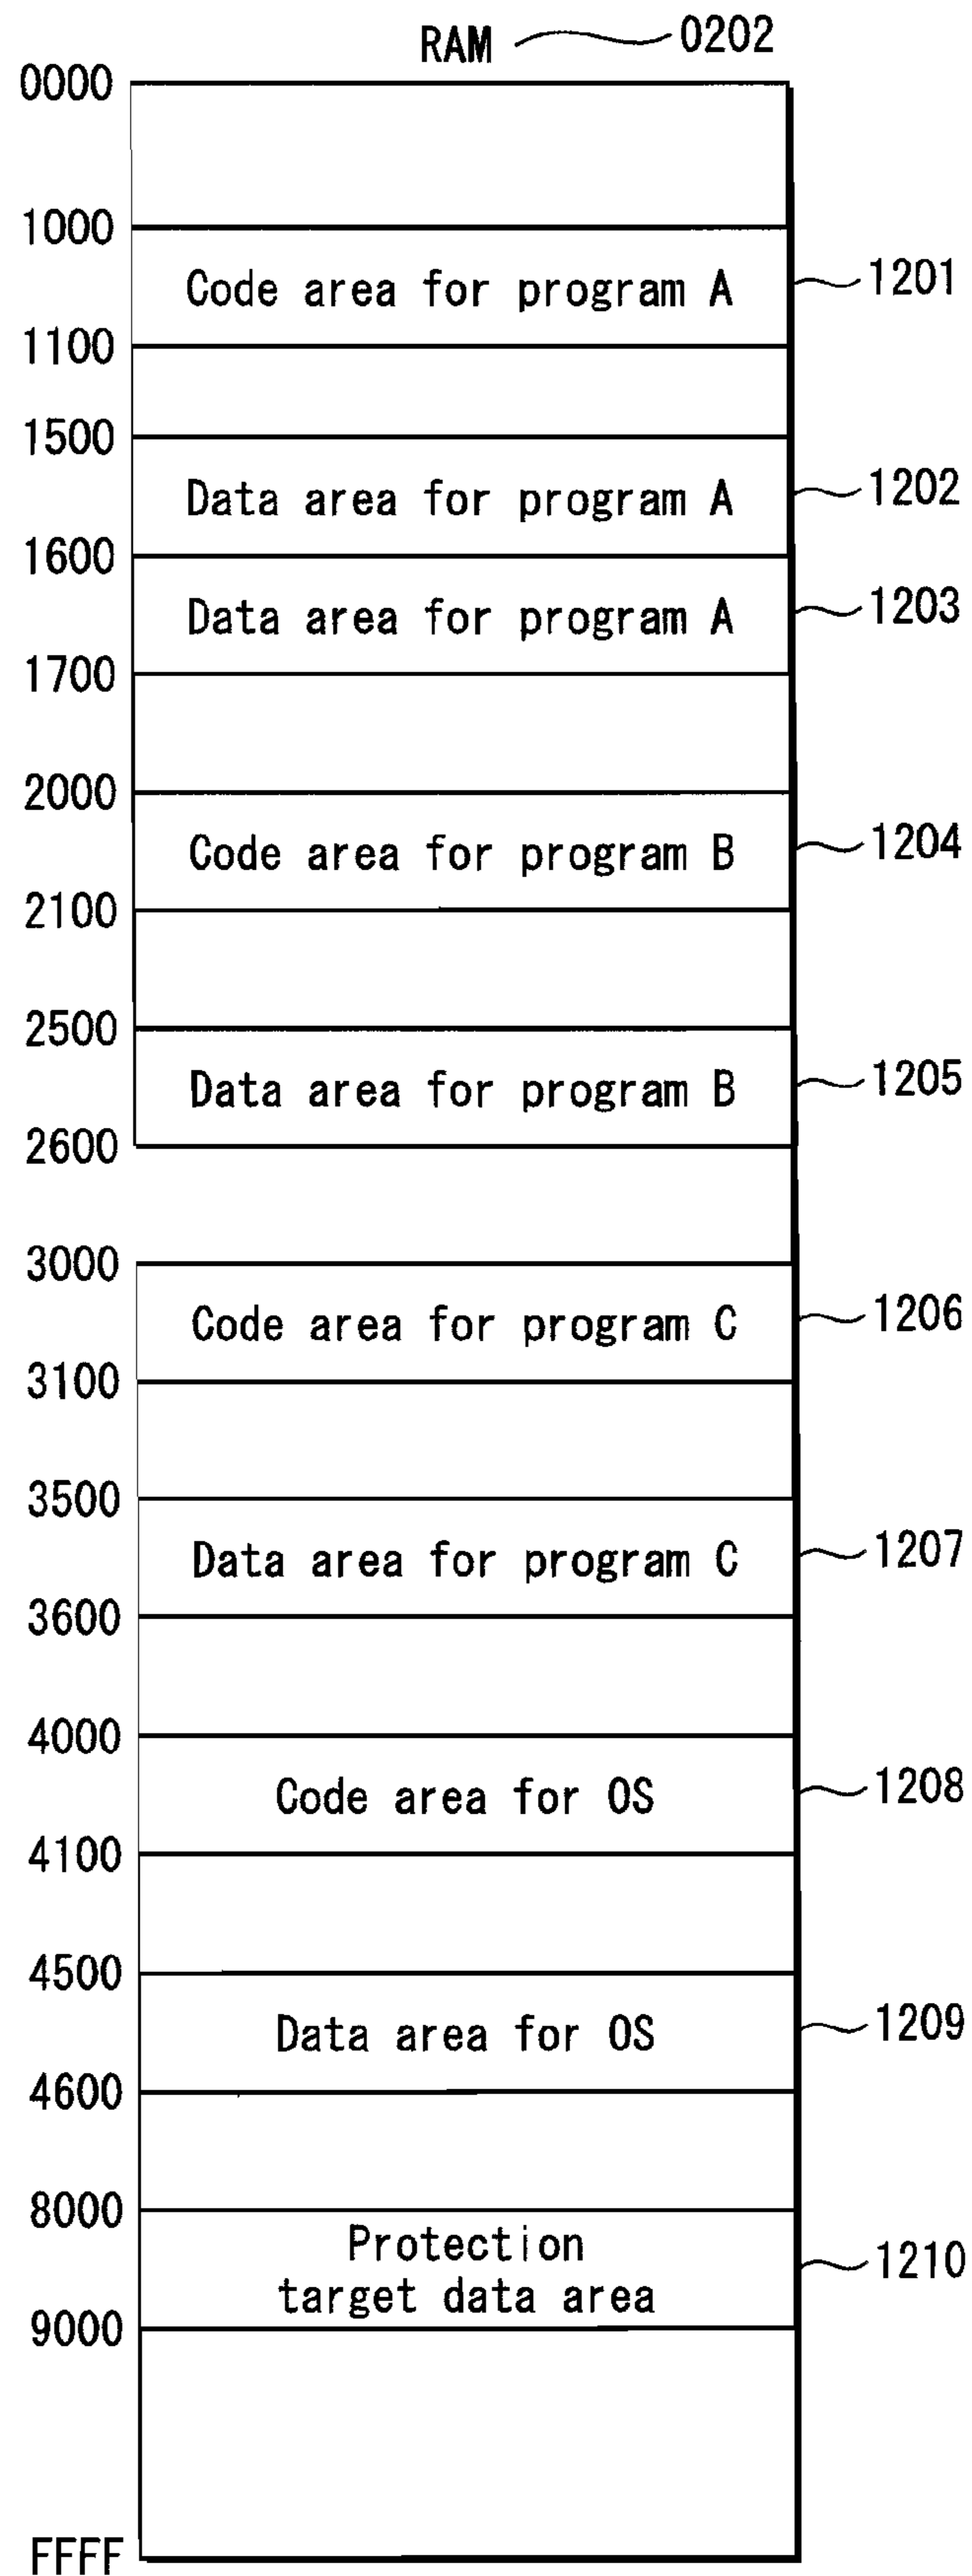 RAM 0202
0000
1000
Code area for program A 1201
1100
1500
Data area for program A 1202
1600
Data area for program A 1203
1700
2000
Code area for program B 1204
2100
2500
Data area for program B 1205
2600
3000
Code area for program C 1206
3100
3500
Data area for program C 1207
3600
4000
Code area for OS 1208
4100
4500
Data area for OS 1209
4600
8000
Protection
target data area 1210
9000
FFFF